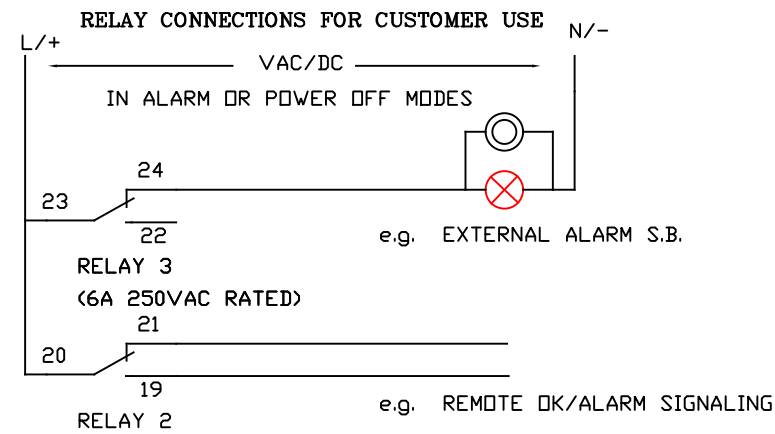 RELAY CONNECTIONS FOR CUSTOMER USE
L/+
N/-
VAC/DC
IN ALARM OR POWER OFF MODES
24
23
22
e.g. EXTERNAL ALARM S.B.
RELAY 3
(6A 250VAC RATED)
21
20
19
e.g. REMOTE OK/ALARM SIGNALING
RELAY 2